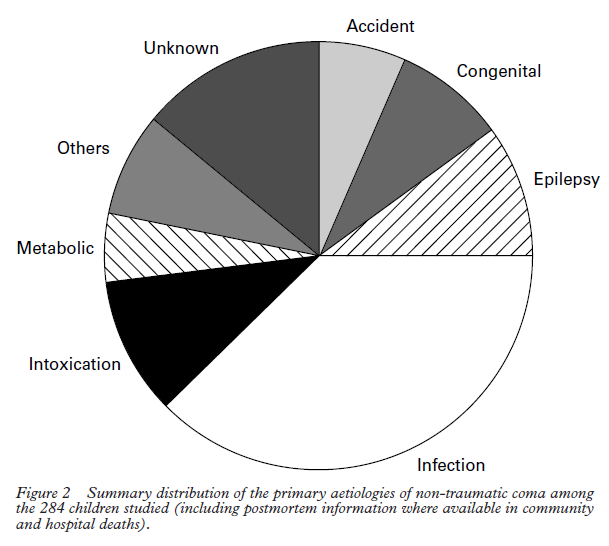 Accident
Unknown
Congenital
Others
Epilepsy
Metabolic
Intoxication
Infection
Figure 2 Summary distribution of the primary aetiologies of non-traumatic coma among
the 284 children studied (including postmortem information where available in community
and hospital deaths).